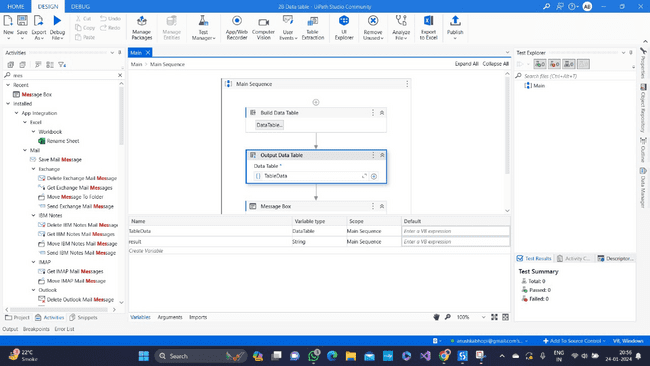 HOME DESIGN DEBUG
2B Data table - UiPath Studio Community
AB
New
Save
Export As
Debug File
Cut
Copy
Paste
Undo
Redo
Manage Packages
Manage Entities
Test Manager
App/Web Recorder
Computer Vision
User Events
Table Extraction
UI Explorer
Remove Unused
Analyze File
Export to Excel
Publish
Activities
mes
Recent
Message Box
Installed
App Integration
Excel
Workbook
Rename Sheet
Mail
Save Mail Message
Exchange
Delete Exchange Mail Message
Get Exchange Mail Messages
Move Message To Folder
Send Exchange Mail Message
IBM Notes
Delete IBM Notes Mail Message
Get IBM Notes Mail Messages
Move IBM Notes Mail Message
Send IBM Notes Mail Message
IMAP
Get IMAP Mail Messages
Move IMAP Mail Message
Outlook
Delete Outlook Mail Message
Project Activities Snippets
Output Breakpoints Error List
Main
Main Main Sequence
Expand All Collapse All
Main Sequence
Build Data Table
DataTable...
Output Data Table
Data Table *
TableData
Message Box
Name Variable type Scope Default
TableData DataTable Main Sequence Enter a VB expression
result String Main Sequence Enter a VB expression
Create Variable
Variables Arguments Imports
100%
Test Explorer
Search tests (Ctrl+Alt+T)
Main
Test Results Activity C... Descriptor...
Test Summary
Total: 0
Passed: 0
Failed: 0
Properties
Object Repository
Outline
Data Manager
Add To Source Control
VB, Windows
22°C
Smoke
Search
ENG
IN
20:55
24-01-2024